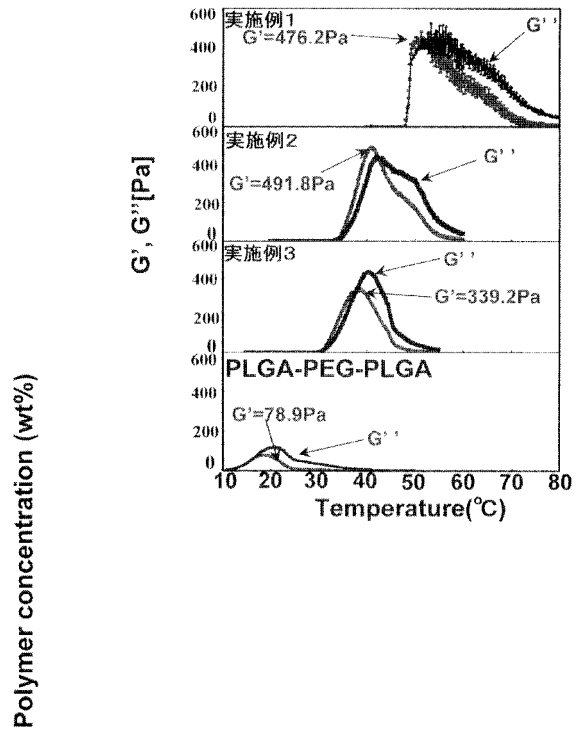 600
実施例1
G'=476.2Pa
G''
400
200
0
600
実施例2
G''
400
G'=491.8Pa
200
0
600
実施例3
G''
400
G'=339.2Pa
200
0
600
PLGA-PEG-PLGA
400
G'=78.9Pa
200
G''
0
10 20 30 40 50 60 70 80
Temperature(℃)
G', G''[Pa]
Polymer concentration (wt%)